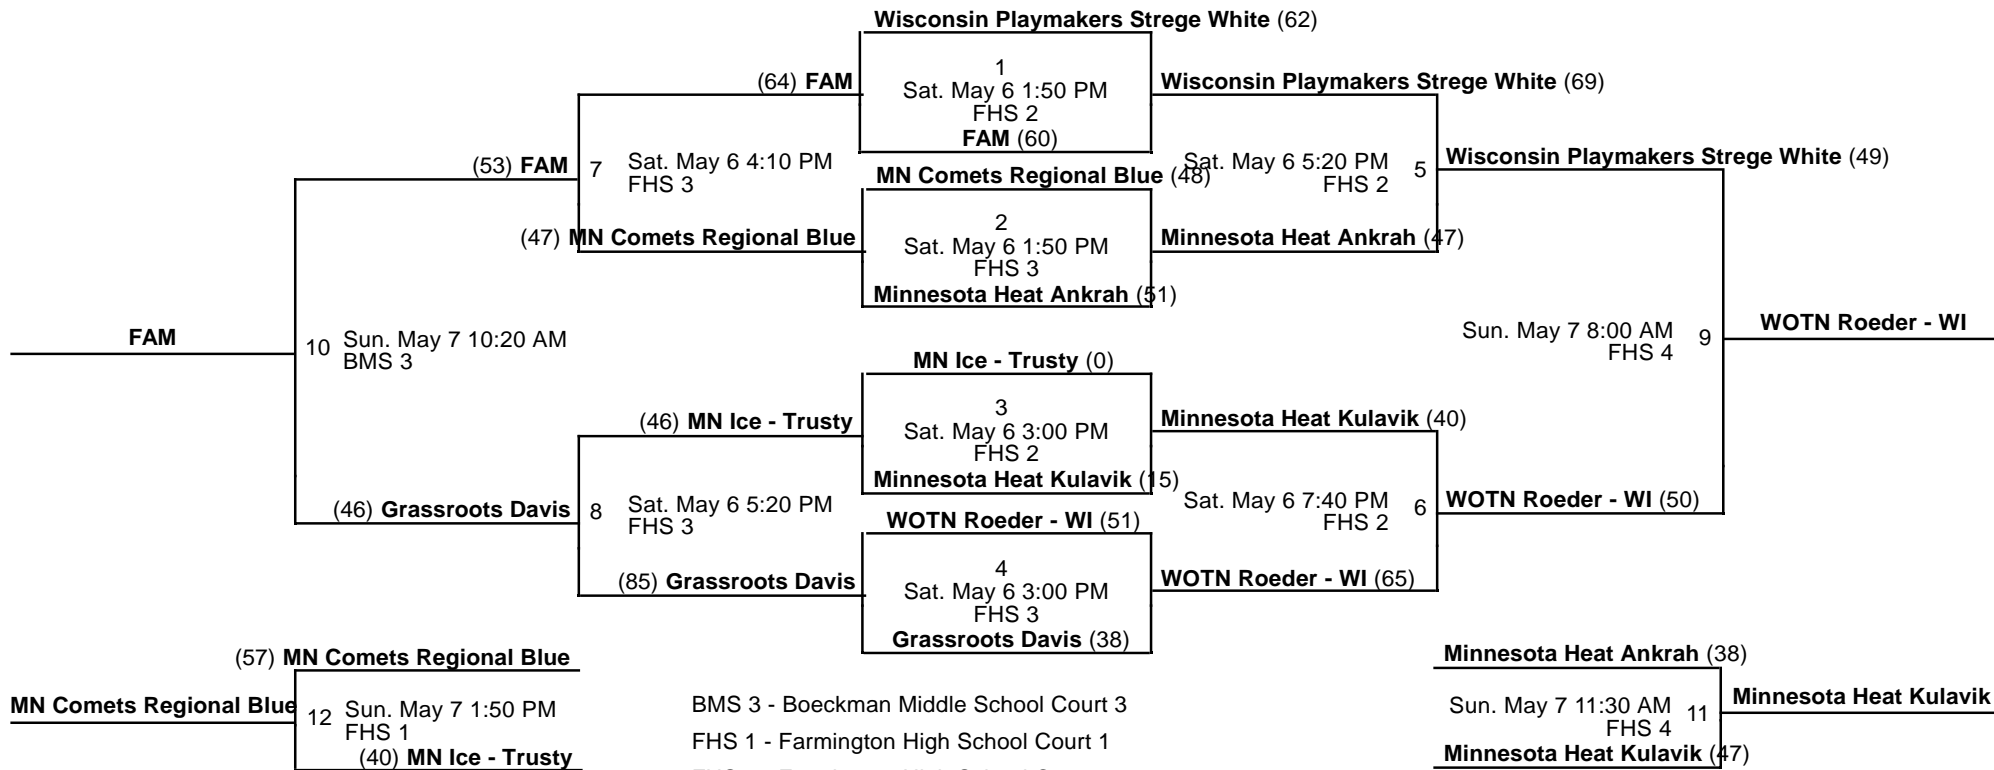 Wisconsin Playmakers Strege White (62)
1
Sat. May 6 1:50 PM
FHS 2
FAM (60)
(64) FAM
Wisconsin Playmakers Strege White (69)
(53) FAM
7
Sat. May 6 4:10 PM
FHS 3
MN Comets Regional Blue (48)
Sat. May 6 5:20 PM
FHS 2
5
Wisconsin Playmakers Strege White (49)
(47) MN Comets Regional Blue
2
Sat. May 6 1:50 PM
FHS 3
Minnesota Heat Ankrah (47)
Minnesota Heat Ankrah (51)
FAM
10
Sun. May 7 10:20 AM
BMS 3
Sun. May 7 8:00 AM
FHS 4
9
WOTN Roeder - WI
MN Ice - Trusty (0)
(46) MN Ice - Trusty
3
Sat. May 6 3:00 PM
FHS 2
Minnesota Heat Kulavik (40)
Minnesota Heat Kulavik (15)
(46) Grassroots Davis
8
Sat. May 6 5:20 PM
FHS 3
Sat. May 6 7:40 PM
FHS 2
6
WOTN Roeder - WI (50)
WOTN Roeder - WI (51)
(85) Grassroots Davis
4
Sat. May 6 3:00 PM
FHS 3
WOTN Roeder - WI (65)
Grassroots Davis (38)
(57) MN Comets Regional Blue
MN Comets Regional Blue
12
Sun. May 7 1:50 PM
FHS 1
(40) MN Ice - Trusty
BMS 3 - Boeckman Middle School Court 3
FHS 1 - Farmington High School Court 1
Minnesota Heat Ankrah (38)
Sun. May 7 11:30 AM
FHS 4
11
Minnesota Heat Kulavik
Minnesota Heat Kulavik (47)